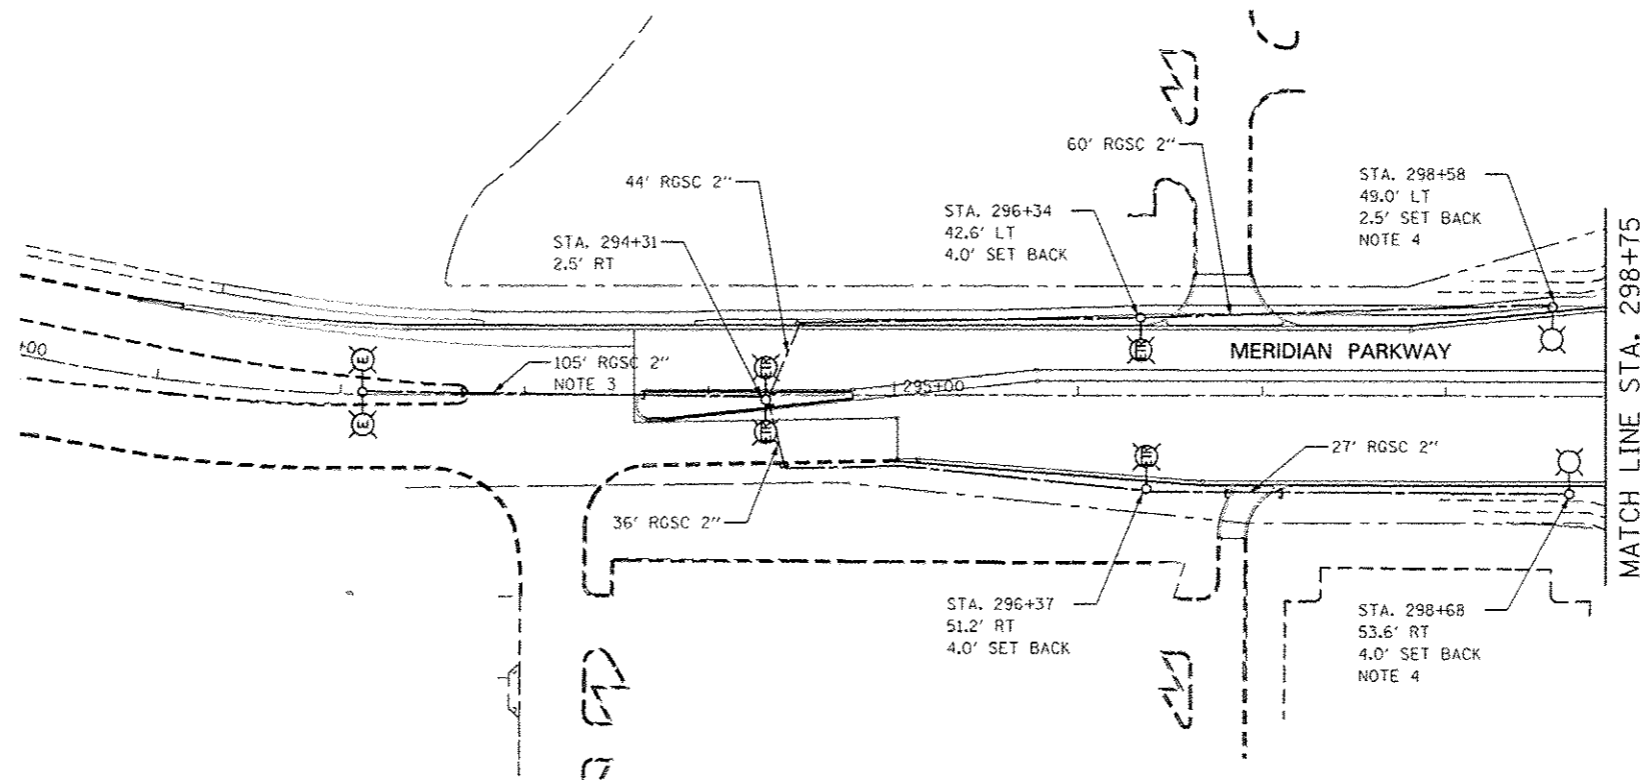 60' RGSC 2"
STA. 298+58
49.0' LT
2.5' SET BACK
NOTE 4
44' RGSC 2"
STA. 296+34
42.6' LT
4.0' SET BACK
STA. 294+31
2.5' RT
MATCH LINE STA. 298+75
MERIDIAN PARKWAY
+00
105' RGSC 2"
NOTE 3
295+00
E
E
27' RGSC 2"
36' RGSC 2"
STA. 296+37
51.2' RT
4.0' SET BACK
STA. 298+68
53.6' RT
4.0' SET BACK
NOTE 4